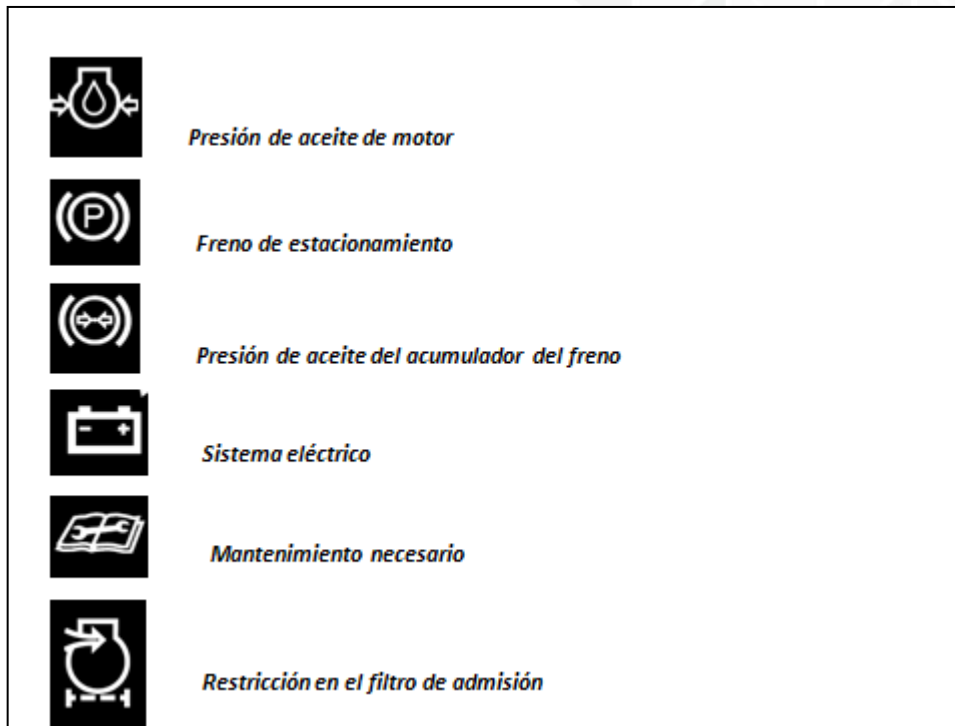 Presión de aceite de motor
P
Freno de estacionamiento
Presión de aceite del acumulador del freno
- +
Sistema eléctrico
Mantenimiento necesario
Restricción en el filtro de admisión